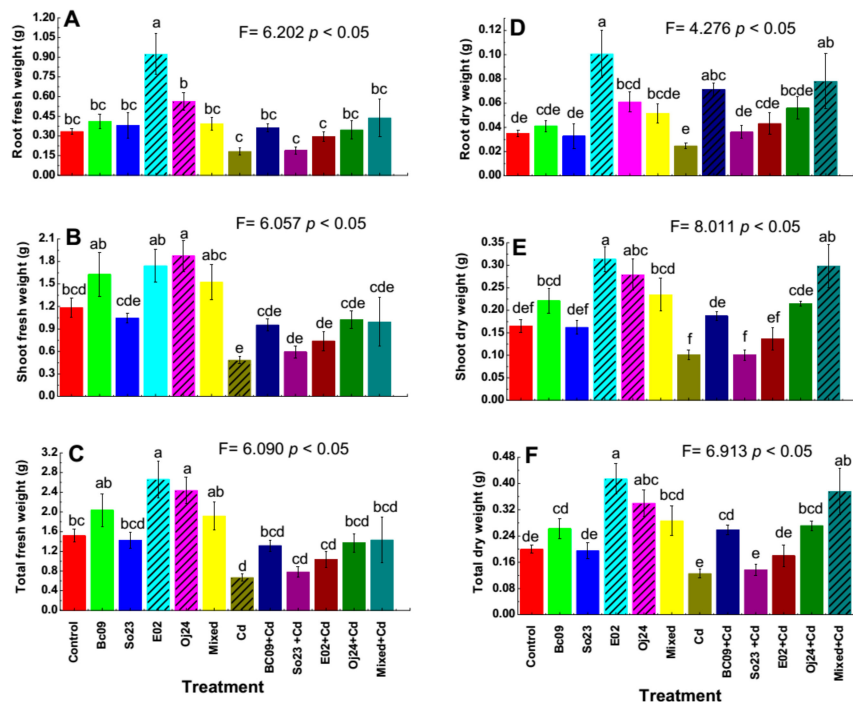 A
F= 6.202 p < 0.05
Root fresh weight (g)
1.20
1.05
0.90
0.75
0.60
0.45
0.30
0.15
0.00
bc
bc
bc
a
b
bc
c
bc
c
bc
bc
bc
D
F= 4.276 p < 0.05
Root dry weight (g)
0.12
0.10
0.08
0.06
0.04
0.02
0.00
de
cde
de
a
bcd
bcde
e
abc
de
cde
bcde
ab
B
F= 6.057 p < 0.05
Shoot fresh weight (g)
2.1
1.8
1.5
1.2
0.9
0.6
0.3
0.0
bcd
ab
cde
ab
a
abc
e
cde
de
de
cde
cde
E
F= 8.011 p < 0.05
Shoot dry weight (g)
0.35
0.30
0.25
0.20
0.15
0.10
0.05
0.00
def
bcd
def
a
abc
bcd
f
de
f
ef
cd
ab
C
F= 6.090 p < 0.05
Total fresh weight (g)
3.2
2.8
2.4
2.0
1.6
1.2
0.8
0.4
0.0
bc
ab
bcd
a
a
ab
d
bcd
cd
cd
bcd
bcd
Control
Bc09
So23
E02
Oj24
Mixed
Cd
BC09+Cd
So23 +Cd
E02+Cd
Oj24+Cd
Mixed+Cd
Treatment
F
F= 6.913 p < 0.05
Total dry weight (g)
0.48
0.40
0.32
0.24
0.16
0.08
0.00
de
cd
de
a
abc
bcd
e
cd
e
de
bcd
ab
Control
Bc09
So23
E02
Oj24
Mixed
Cd
BC09+Cd
So23 +Cd
E02+Cd
Oj24+Cd
Mixed+Cd
Treatment